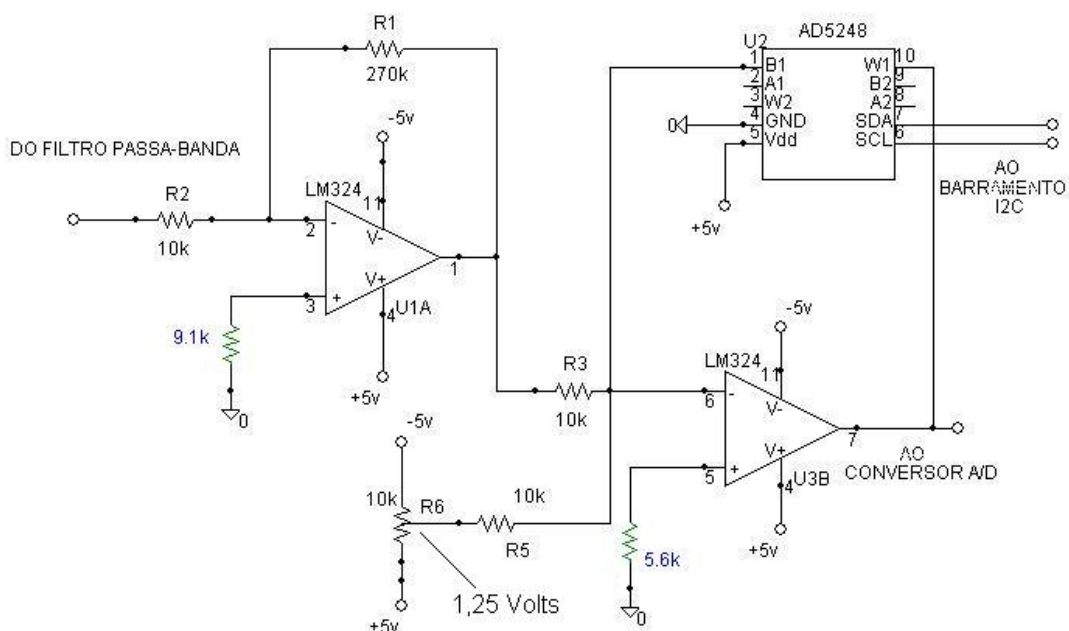 R1
270k
AD5248
U2
1 B1 W1 10
2 A1 B2 9
3 W2 A2 8
4 GND SDA 7
5 Vdd SCL 6
0
+5v
AO
BARRAMENTO
I2C
-5v
DO FILTRO PASSA-BANDA
R2
10k
LM324
11
2 -
V-
1
V+
3 +
4 U1A
9.1k
0
+5v
-5v
LM324
11
R3
10k
6 -
V-
7
V+
5 +
4 U3B
AO
CONVERSOR A/D
-5v
10k
R6
10k
R5
5.6k
+5v
0
1,25 Volts
+5v